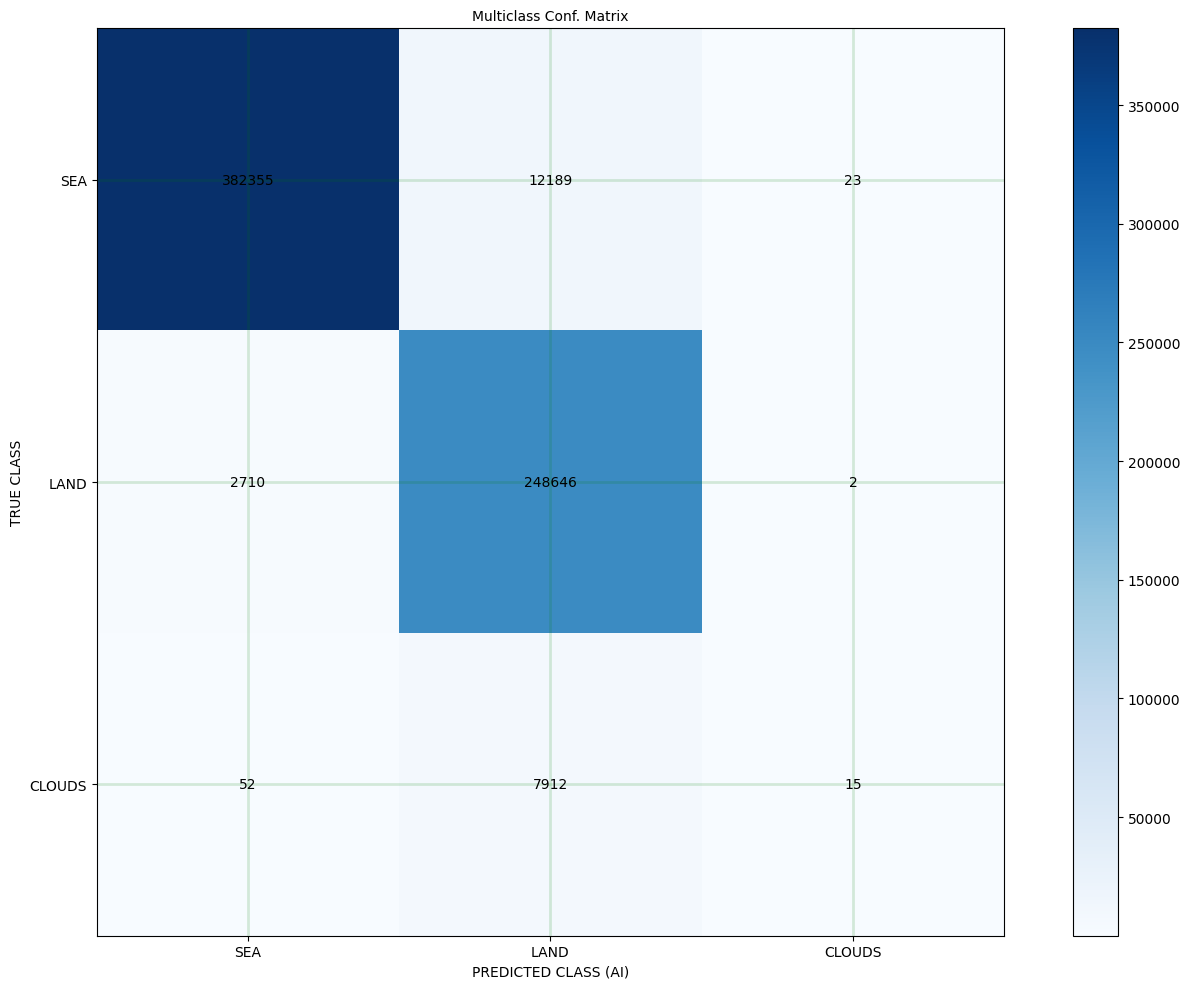 Multiclass Conf. Matrix
TRUE CLASS
SEA
382355
12189
23
LAND
2710
248646
2
CLOUDS
52
7912
15
SEA
LAND
CLOUDS
PREDICTED CLASS (AI)
350000
300000
250000
200000
150000
100000
50000